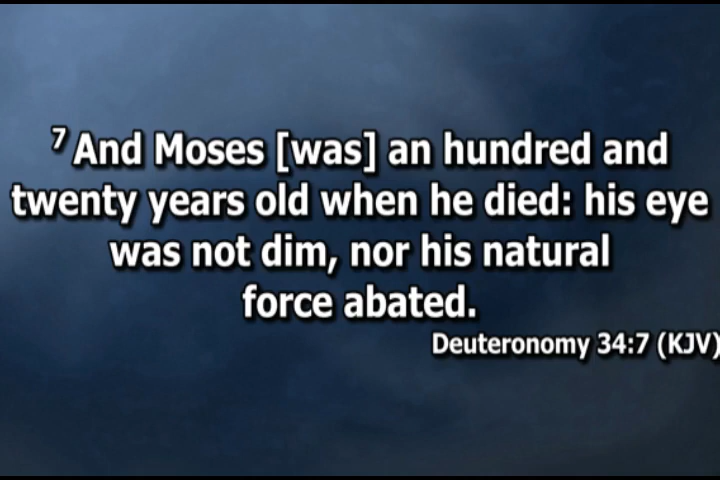 7 And Moses [was] an hundred and
twenty years old when he died: his eye
was not dim, nor his natural
force abated.
Deuteronomy 34:7 (KJV)